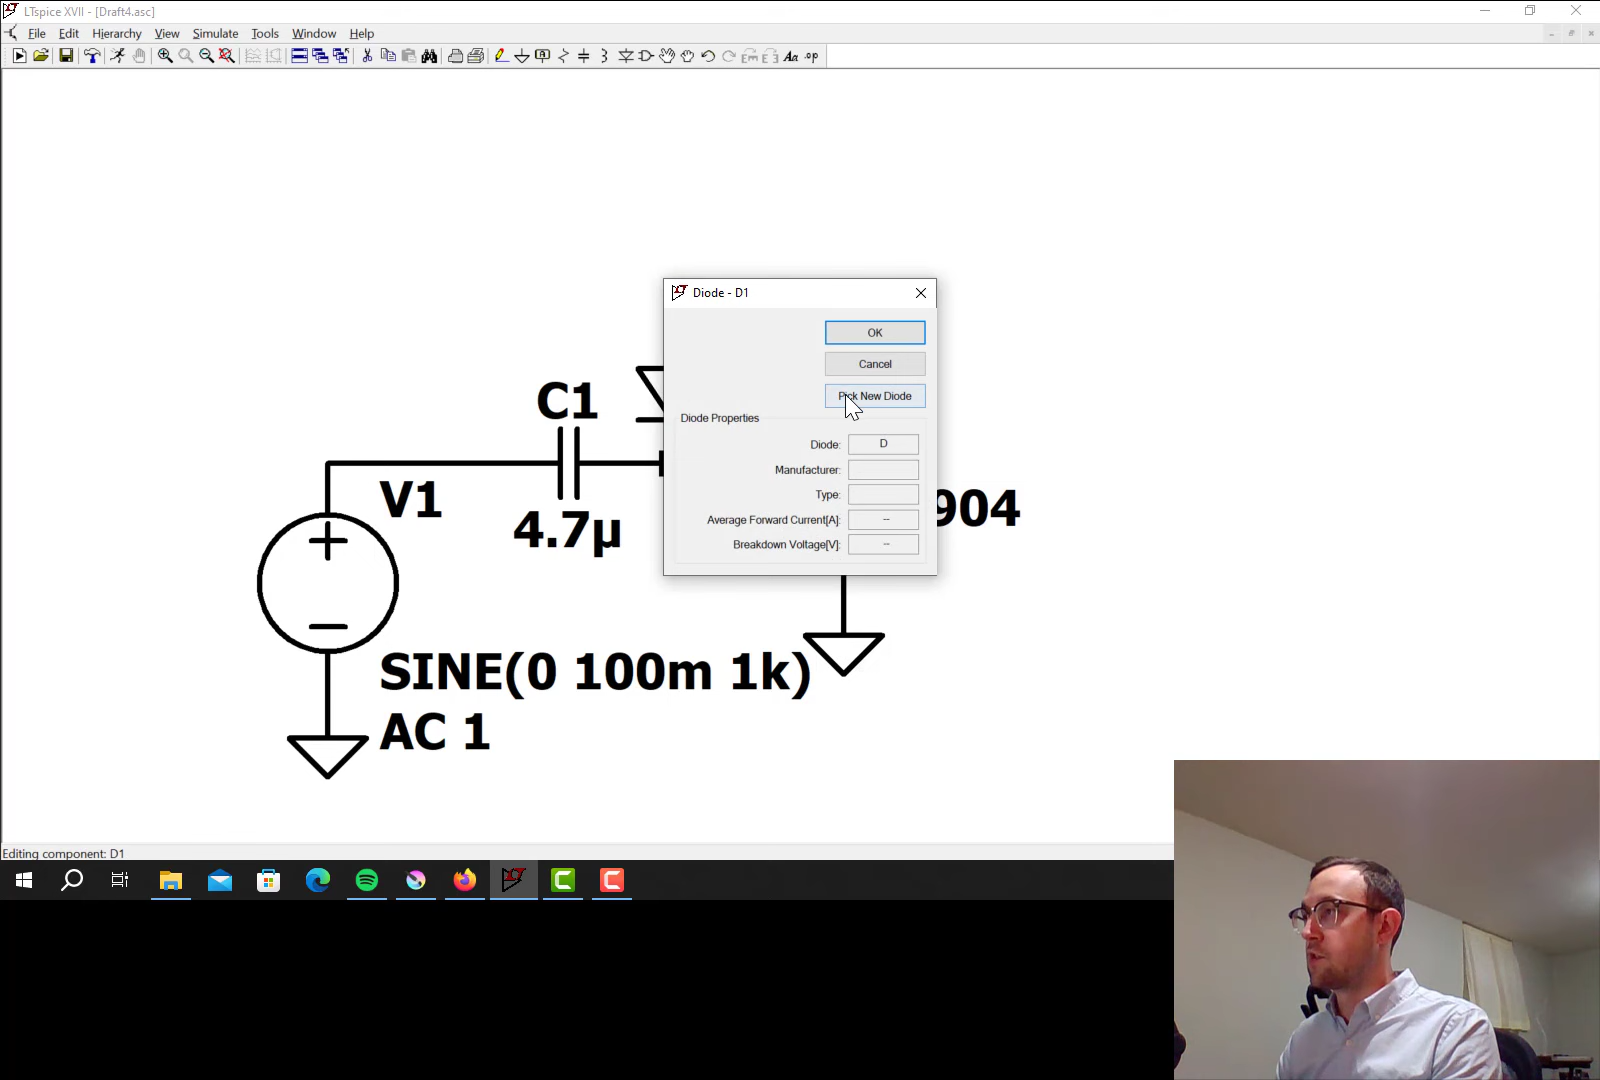 LTspice XVII - [Draft4.asc]
File Edit Hierarchy View Simulate Tools Window Help
Aa .op
Diode - D1
OK
Cancel
Pick New Diode
Diode Properties
Diode: D
Manufacturer:
Type:
Average Forward Current[A]: --
Breakdown Voltage[V]: --
C1
V1
904
4.7µ
SINE(0 100m 1k)
AC 1
Editing component: D1